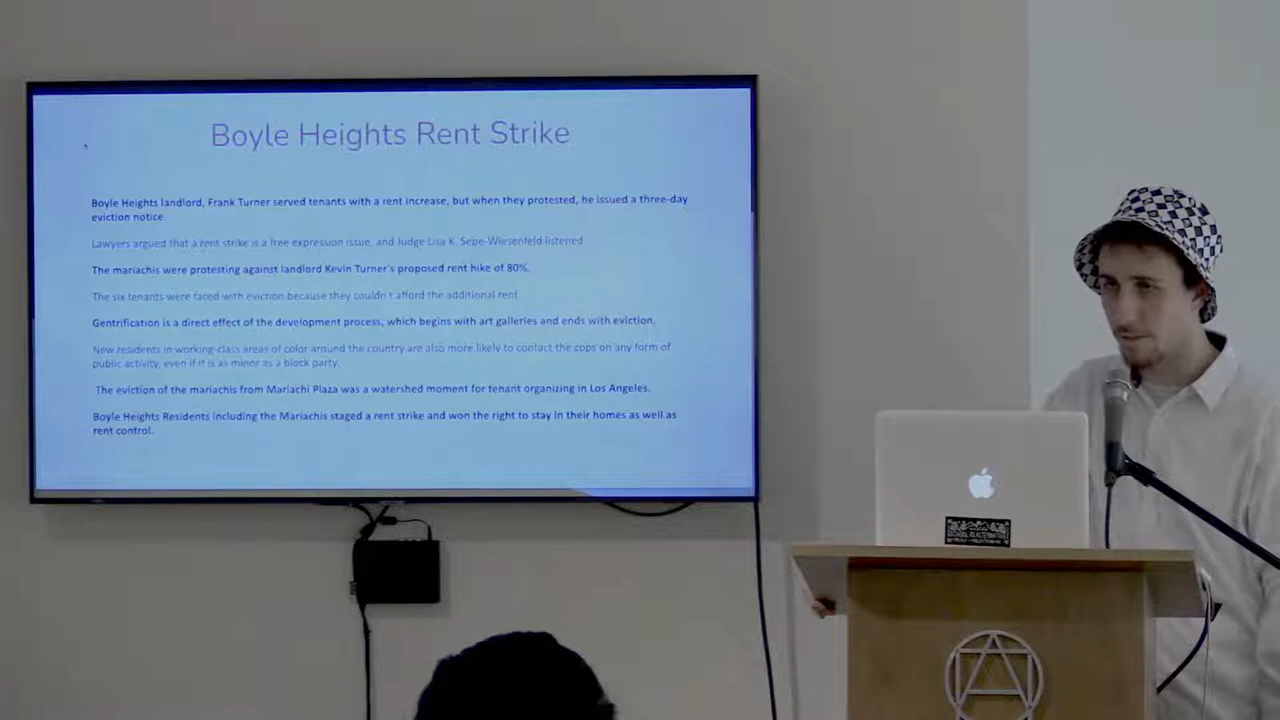 Boyle Heights Rent Strike
Boyle Heights landlord, Frank Turner served tenants with a rent increase, but when they protested, he issued a three-day
eviction notice.
Lawyers argued that a rent strike is a free expression issue, and Judge Lisa K. Sepe-Wiesenfeld listened.
The mariachis were protesting against landlord Kevin Turner's proposed rent hike of 80%.
The six tenants were faced with eviction because they couldn't afford the additional rent
Gentrification is a direct effect of the development process, which begins with art galleries and ends with eviction.
New residents in working-class areas of color around the country are also more likely to contact the cops on any form of
public activity, even if it is as minor as a block party.
The eviction of the mariachis from Mariachi Plaza was a watershed moment for tenant organizing in Los Angeles.
Boyle Heights Residents including the Mariachis staged a rent strike and won the right to stay in their homes as well as
rent control.